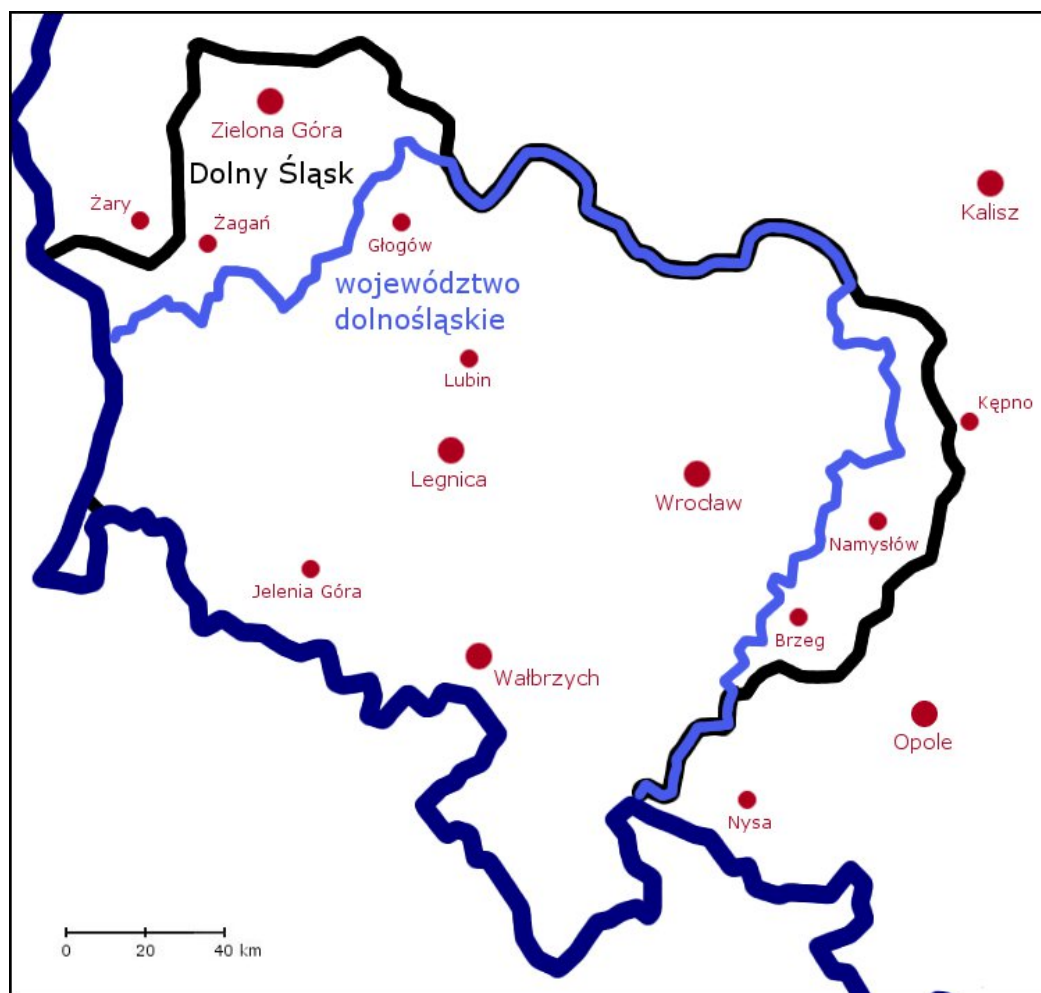 Zielona Góra
Dolny Śląsk
Kalisz
Żary
Żagań
Głogów
województwo
dolnośląskie
Lubin
Kępno
Legnica
Wrocław
Namysłów
Jelenia Góra
Brzeg
Wałbrzych
Opole
Nysa
0 20 40 km